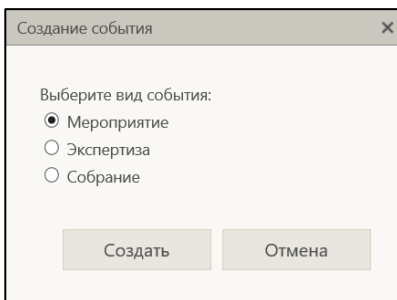 Создание события
Выберите вид события:
Мероприятие
Экспертиза
Собрание
Создать Отмена